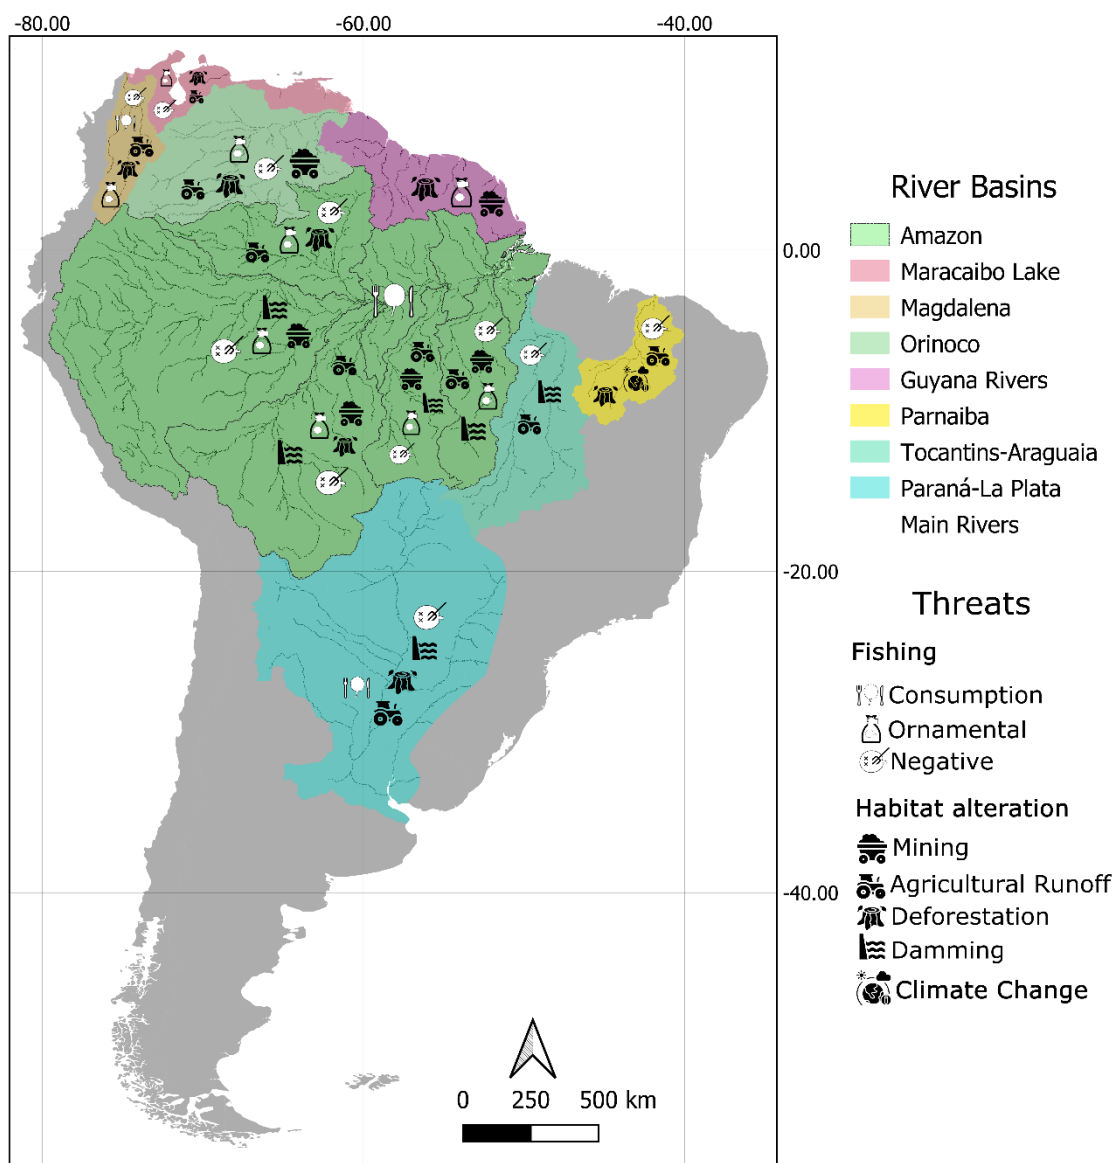 -80.00 -60.00 -40.00
0.00
-20.00
-40.00
River Basins
Amazon
Maracaibo Lake
Magdalena
Orinoco
Guyana Rivers
Parnaiba
Tocantins-Araguaia
Paraná-La Plata
Main Rivers
Threats
Fishing
Consumption
Ornamental
Negative
Habitat alteration
Mining
Agricultural Runoff
Deforestation
Damming
Climate Change
0 250 500 km